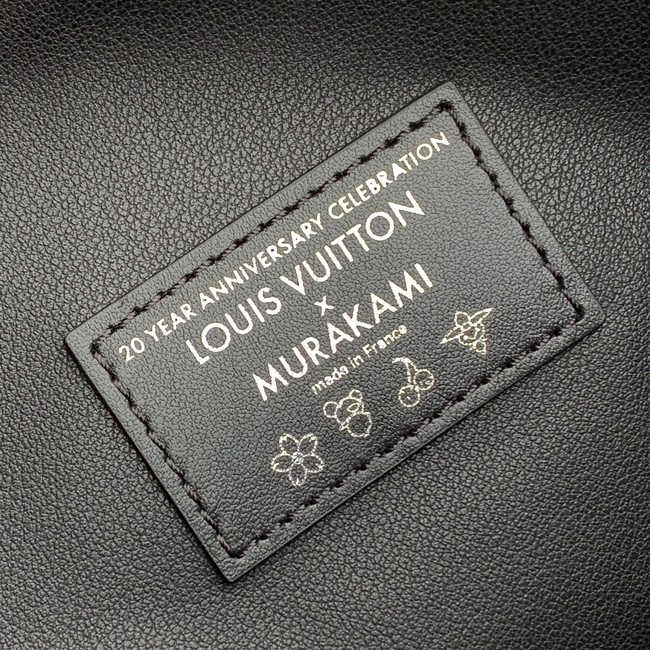 20 YEAR ANNIVERSARY CELEBRATION
LOUIS VUITTON
x
MURAKAMI
made in France